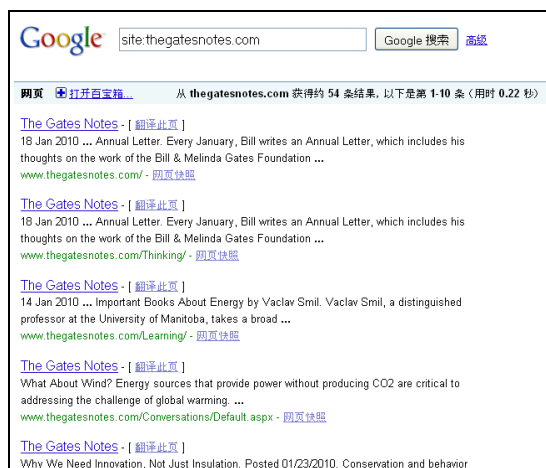 Google site:thegatesnotes.com Google 搜索 高级
网页 打开百宝箱... 从 thegatesnotes.com 获得约 54 条结果，以下是第 1-10 条 (用时 0.22 秒)
The Gates Notes - [ 翻译此页 ]
18 Jan 2010 ... Annual Letter. Every January, Bill writes an Annual Letter, which includes his
thoughts on the work of the Bill & Melinda Gates Foundation ...
www.thegatesnotes.com/ - 网页快照
The Gates Notes - [ 翻译此页 ]
18 Jan 2010 ... Annual Letter. Every January, Bill writes an Annual Letter, which includes his
thoughts on the work of the Bill & Melinda Gates Foundation ...
www.thegatesnotes.com/Thinking/ - 网页快照
The Gates Notes - [ 翻译此页 ]
14 Jan 2010 ... Important Books About Energy by Vaclav Smil. Vaclav Smil, a distinguished
professor at the University of Manitoba, takes a broad ...
www.thegatesnotes.com/Learning/ - 网页快照
The Gates Notes - [ 翻译此页 ]
What About Wind? Energy sources that provide power without producing CO2 are critical to
addressing the challenge of global warming. ...
www.thegatesnotes.com/Conversations/Default.aspx - 网页快照
The Gates Notes - [ 翻译此页 ]
Why We Need Innovation, Not Just Insulation. Posted 01/23/2010. Conservation and behavior